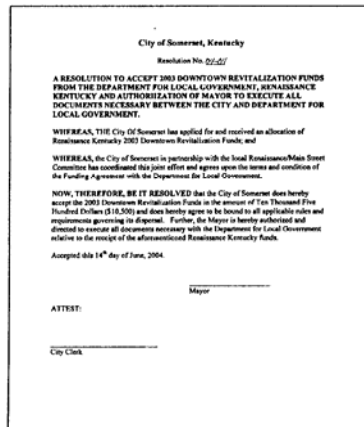 City of Somerset, Kentucky
Resolution No. 04-01
A RESOLUTION TO ACCEPT 2003 DOWNTOWN REVITALIZATION FUNDS
FROM THE DEPARTMENT FOR LOCAL GOVERNMENT, RENAISSANCE
KENTUCKY AND AUTHORIZATION OF MAYOR TO EXECUTE ALL
DOCUMENTS NECESSARY BETWEEN THE CITY AND DEPARTMENT FOR
LOCAL GOVERNMENT.
WHEREAS, THE City Of Somerset has applied for and received an allocation of
Renaissance Kentucky 2003 Downtown Revitalization Funds; and
WHEREAS, the City of Somerset in partnership with the local Renaissance/Main Street
Committee has coordinated this joint effort and agrees upon the terms and condition of
the Funding Agreement with the Department for Local Government.
NOW, THEREFORE, BE IT RESOLVED that the City of Somerset does hereby
accept the 2003 Downtown Revitalization Funds in the amount of Ten Thousand Five
Hundred Dollars ($10,500) and does hereby agree to be bound to all applicable rules and
requirements governing its dispersal. Further, the Mayor is hereby authorized and
directed to execute all documents necessary with the Department for Local Government
relative to the receipt of the aforementioned Renaissance Kentucky funds.
Accepted this 14th day of June, 2004.
Mayor
ATTEST:
City Clerk